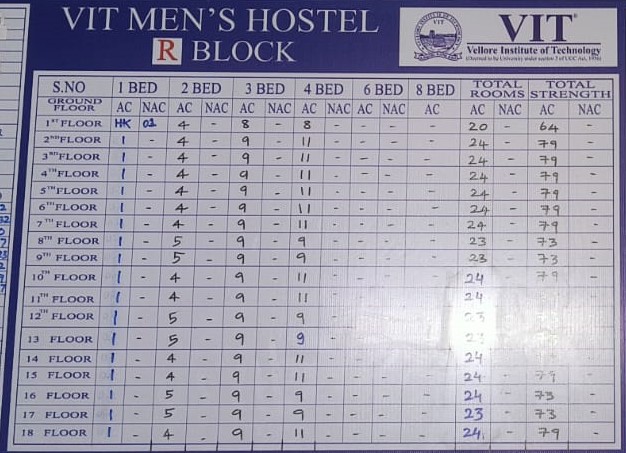 VIT MEN'S HOSTEL
R BLOCK
VIT
Vellore Institute of Technology
(Deemed to be University under section 3 of UGC Act, 1956)
S.NO 1 BED 2 BED 3 BED 4 BED 6 BED 8 BED TOTAL ROOMS TOTAL STRENGTH
GROUND FLOOR AC NAC AC NAC AC NAC AC NAC AC NAC AC AC NAC AC NAC
1ST FLOOR HK 02 4 - 8 - 8 - - - - 20 - 64 -
2ND FLOOR 1 - 4 - 9 - 11 - - - - 24 - 79 -
3RD FLOOR 1 - 4 - 9 - 11 - - - - 24 - 79 -
4TH FLOOR 1 - 4 - 9 - 11 - - - - 24 - 79 -
5TH FLOOR 1 - 4 - 9 - 11 - - - - 24 - 79 -
6TH FLOOR 1 - 4 - 9 - 11 - - - - 24 - 79 -
7TH FLOOR 1 - 4 - 9 - 11 - - - - 24 - 79 -
8TH FLOOR 1 - 5 - 9 - 9 - - - - 23 - 73 -
9TH FLOOR 1 - 5 - 9 - 9 - - - - 23 - 73 -
10TH FLOOR 1 - 4 - 9 - 11 - - - 24 - 79 -
11TH FLOOR 1 - 4 - 9 - 11 - 24
12TH FLOOR 1 - 5 - 9 - 9 - 23
13 FLOOR 1 - 5 - 9 - 9 - 23
14 FLOOR 1 - 4 - 9 - 11 - - - 24
15 FLOOR 1 - 4 - 9 - 11 - - - - 24 - 79 -
16 FLOOR 1 - 5 - 9 - 9 - - - - 24 - 73 -
17 FLOOR 1 - 5 - 9 - 9 - - - - 23 - 73 -
18 FLOOR 1 - 4 - 9 - 11 - - - - 24 - 79 -